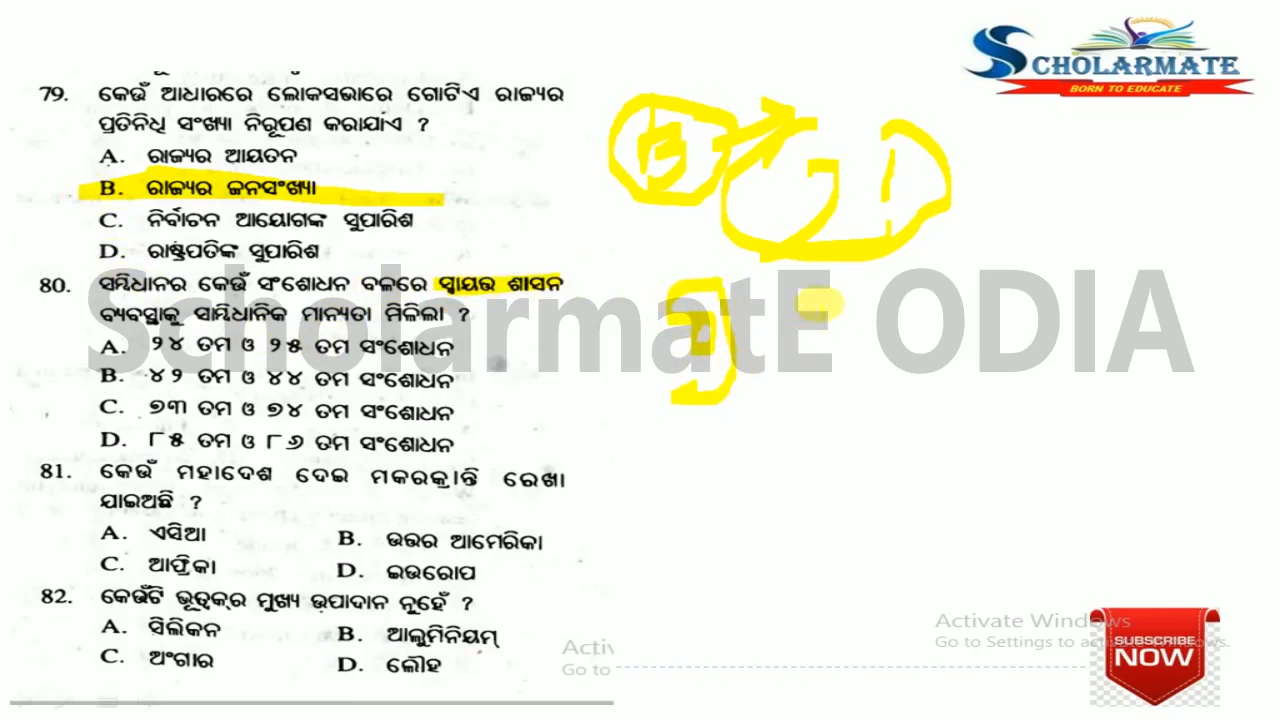 SCHOLARMATE
BORN TO EDUCATE
79. କେଉଁ ଆଧାରରେ ଲୋକସଭାରେ ଗୋଟିଏ ରାଜ୍ୟର
ପ୍ରତିନିଧି ସଂଖ୍ୟା ନିରୂପଣ କରାଯାଏ ?
A. ରାଜ୍ୟର ଆୟତନ
B. ରାଜ୍ୟର ଜନସଂଖ୍ୟା
C. ନିର୍ବାଚନ ଆୟୋଗଙ୍କ ସୁପାରିଶ
D. ରାଷ୍ଟ୍ରପତିଙ୍କ ସୁପାରିଶ
80. ସମ୍ବିଧାନର କେଉଁ ସଂଶୋଧନ ବଳରେ ସ୍ୱାୟତ୍ତ ଶାସନ
ବ୍ୟବସ୍ଥାକୁ ସାମ୍ବିଧାନିକ ମାନ୍ୟତା ମିଳିଲା ?
A. ୨୪ ତମ ଓ ୨୫ ତମ ସଂଶୋଧନ
B. ୪୨ ତମ ଓ ୪୪ ତମ ସଂଶୋଧନ
C. ୭୩ ତମ ଓ ୭୪ ତମ ସଂଶୋଧନ
D. ୮୫ ତମ ଓ ୮୬ ତମ ସଂଶୋଧନ
81. କେଉଁ ମହାଦେଶ ଦେଇ ମକରକ୍ରାନ୍ତି ରେଖା
ଯାଇଅଛି ?
A. ଏସିଆ B. ଉତ୍ତର ଆମେରିକା
C. ଆଫ୍ରିକା D. ଇଉରୋପ
82. କେଉଁଟି ଭୂତ୍ୱକ୍‌ର ମୁଖ୍ୟ ଉପାଦାନ ନୁହେଁ ?
A. ସିଲିକନ B. ଆଲୁମିନିୟମ୍
C. ଅଂଗାର D. ଲୌହ
ScholarmatE ODIA
Activate Windows
Go to Settings to activate Windows.
Activ
Go to
SUBSCRIBE
NOW